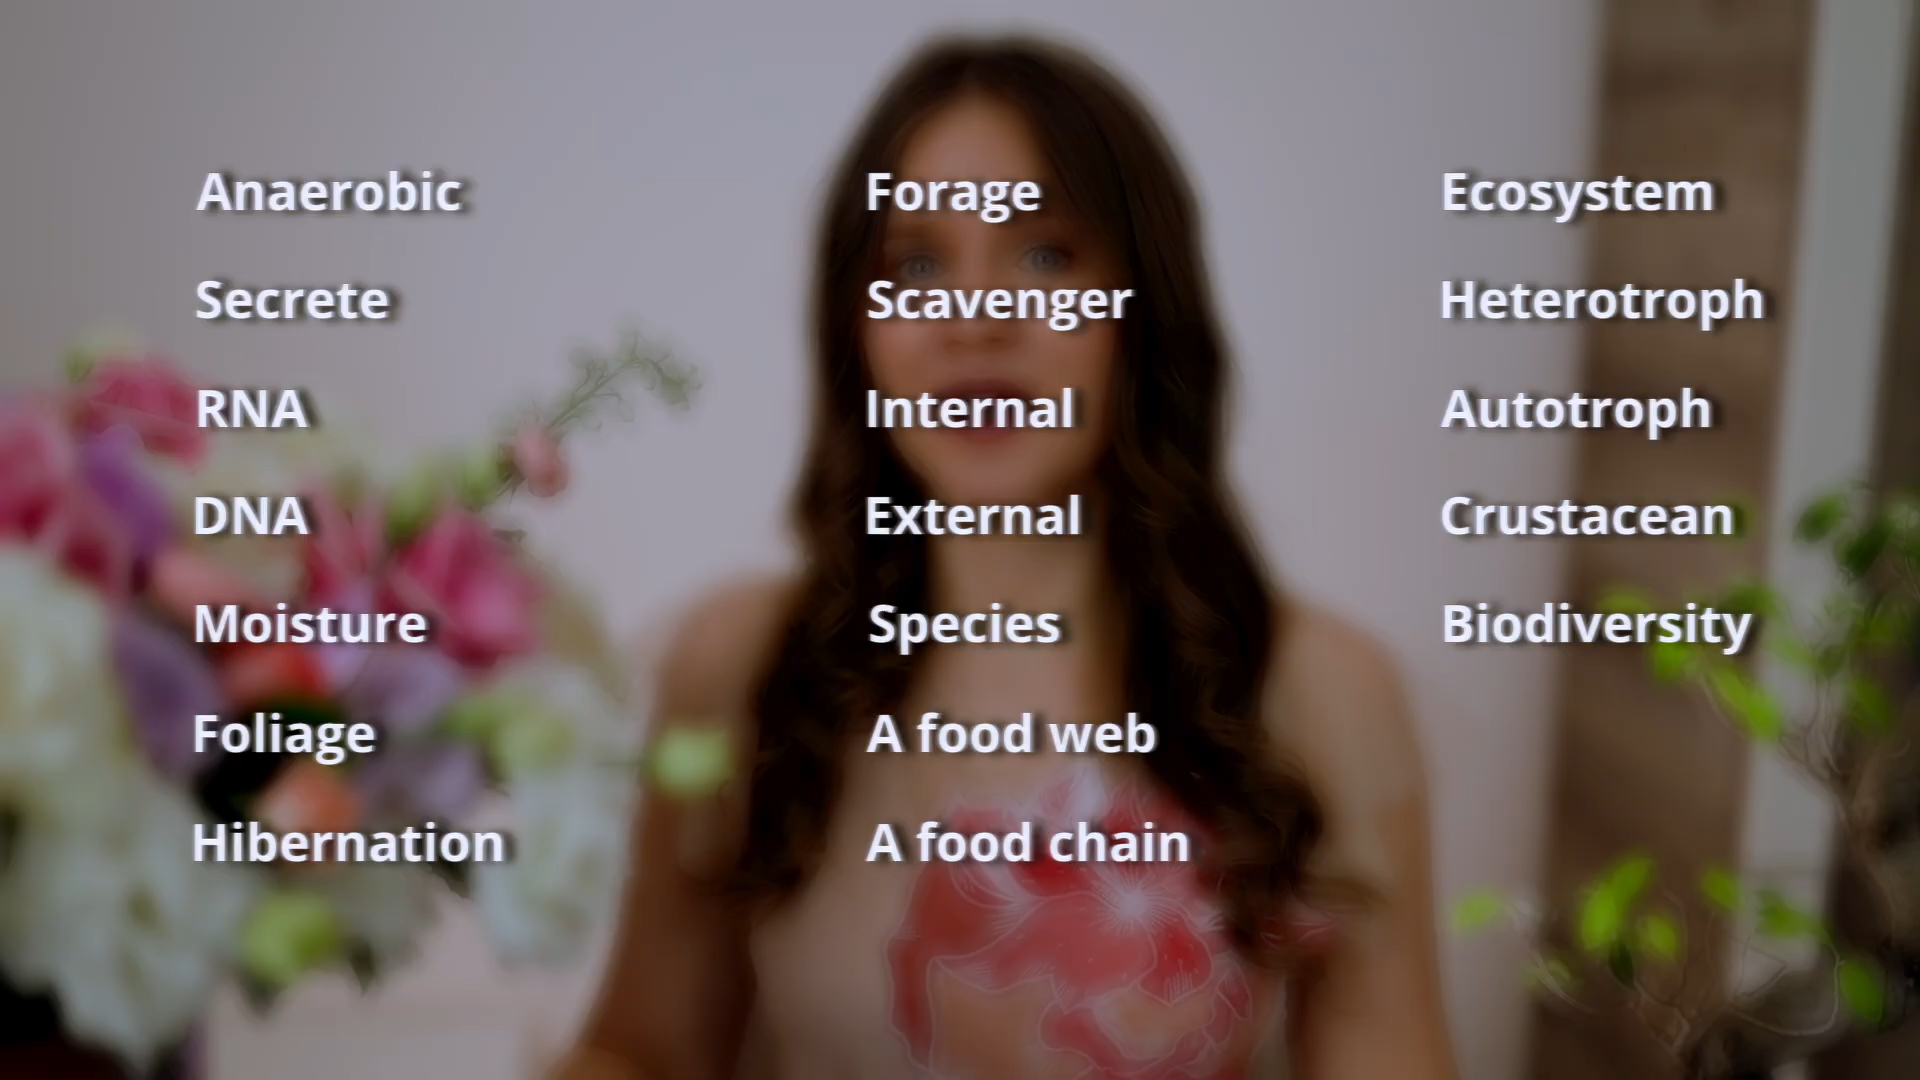 Anaerobic
Secrete
RNA
DNA
Moisture
Foliage
Hibernation
Forage
Scavenger
Internal
External
Species
A food web
A food chain
Ecosystem
Heterotroph
Autotroph
Crustacean
Biodiversity